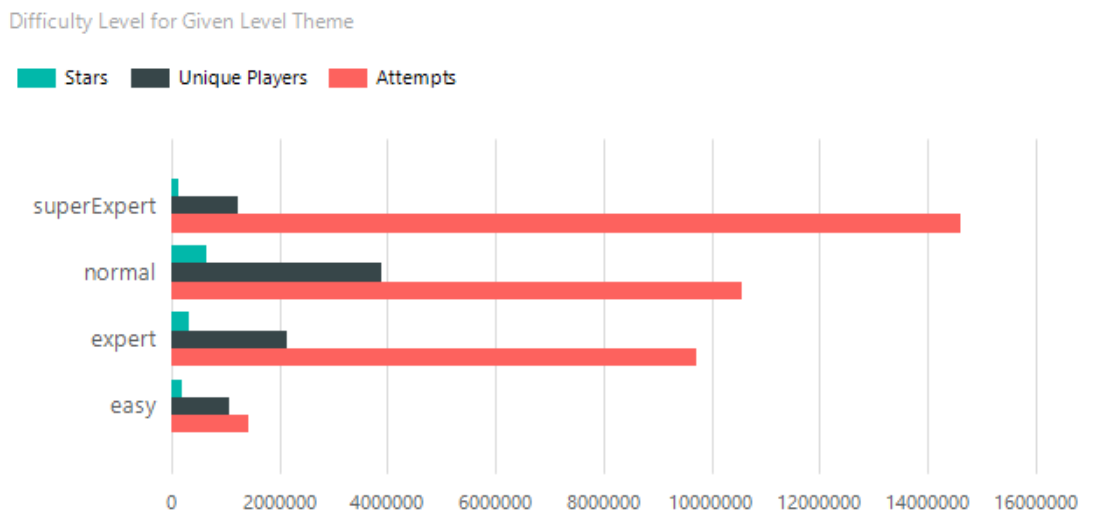 Difficulty Level for Given Level Theme
Stars Unique Players Attempts
superExpert
normal
expert
easy
0 2000000 4000000 6000000 8000000 10000000 12000000 14000000 16000000